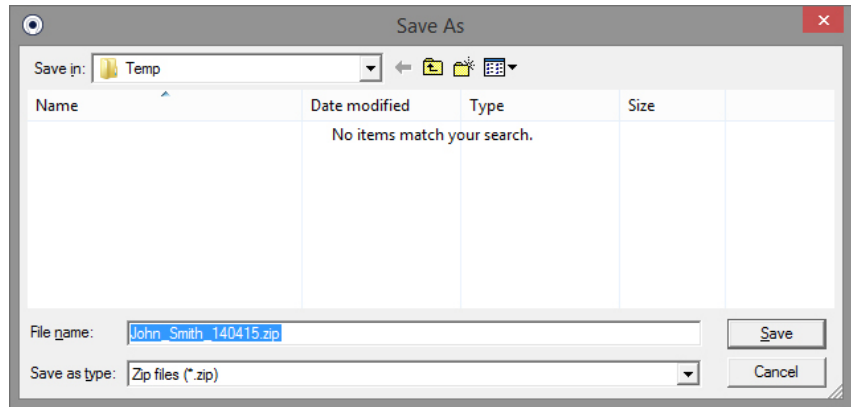 Save As
Save in: Temp
Name Date modified Type Size
No items match your search.
File name: John_Smith_140415.zip Save
Save as type: Zip files (*.zip) Cancel